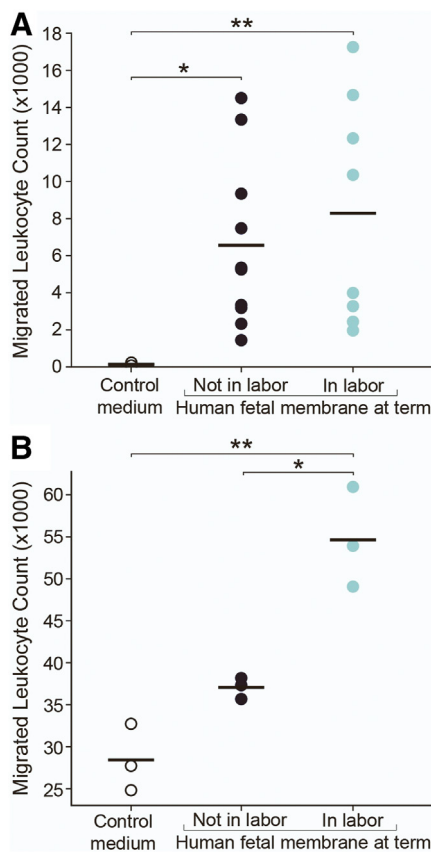 A
Migrated Leukocyte Count (x1000)
18
16
14
12
10
8
6
4
2
0
**
*
Control
medium
Not in labor
In labor
Human fetal membrane at term
B
Migrated Leukocyte Count (x1000)
60
55
50
45
40
35
30
25
**
*
Control
medium
Not in labor
In labor
Human fetal membrane at term